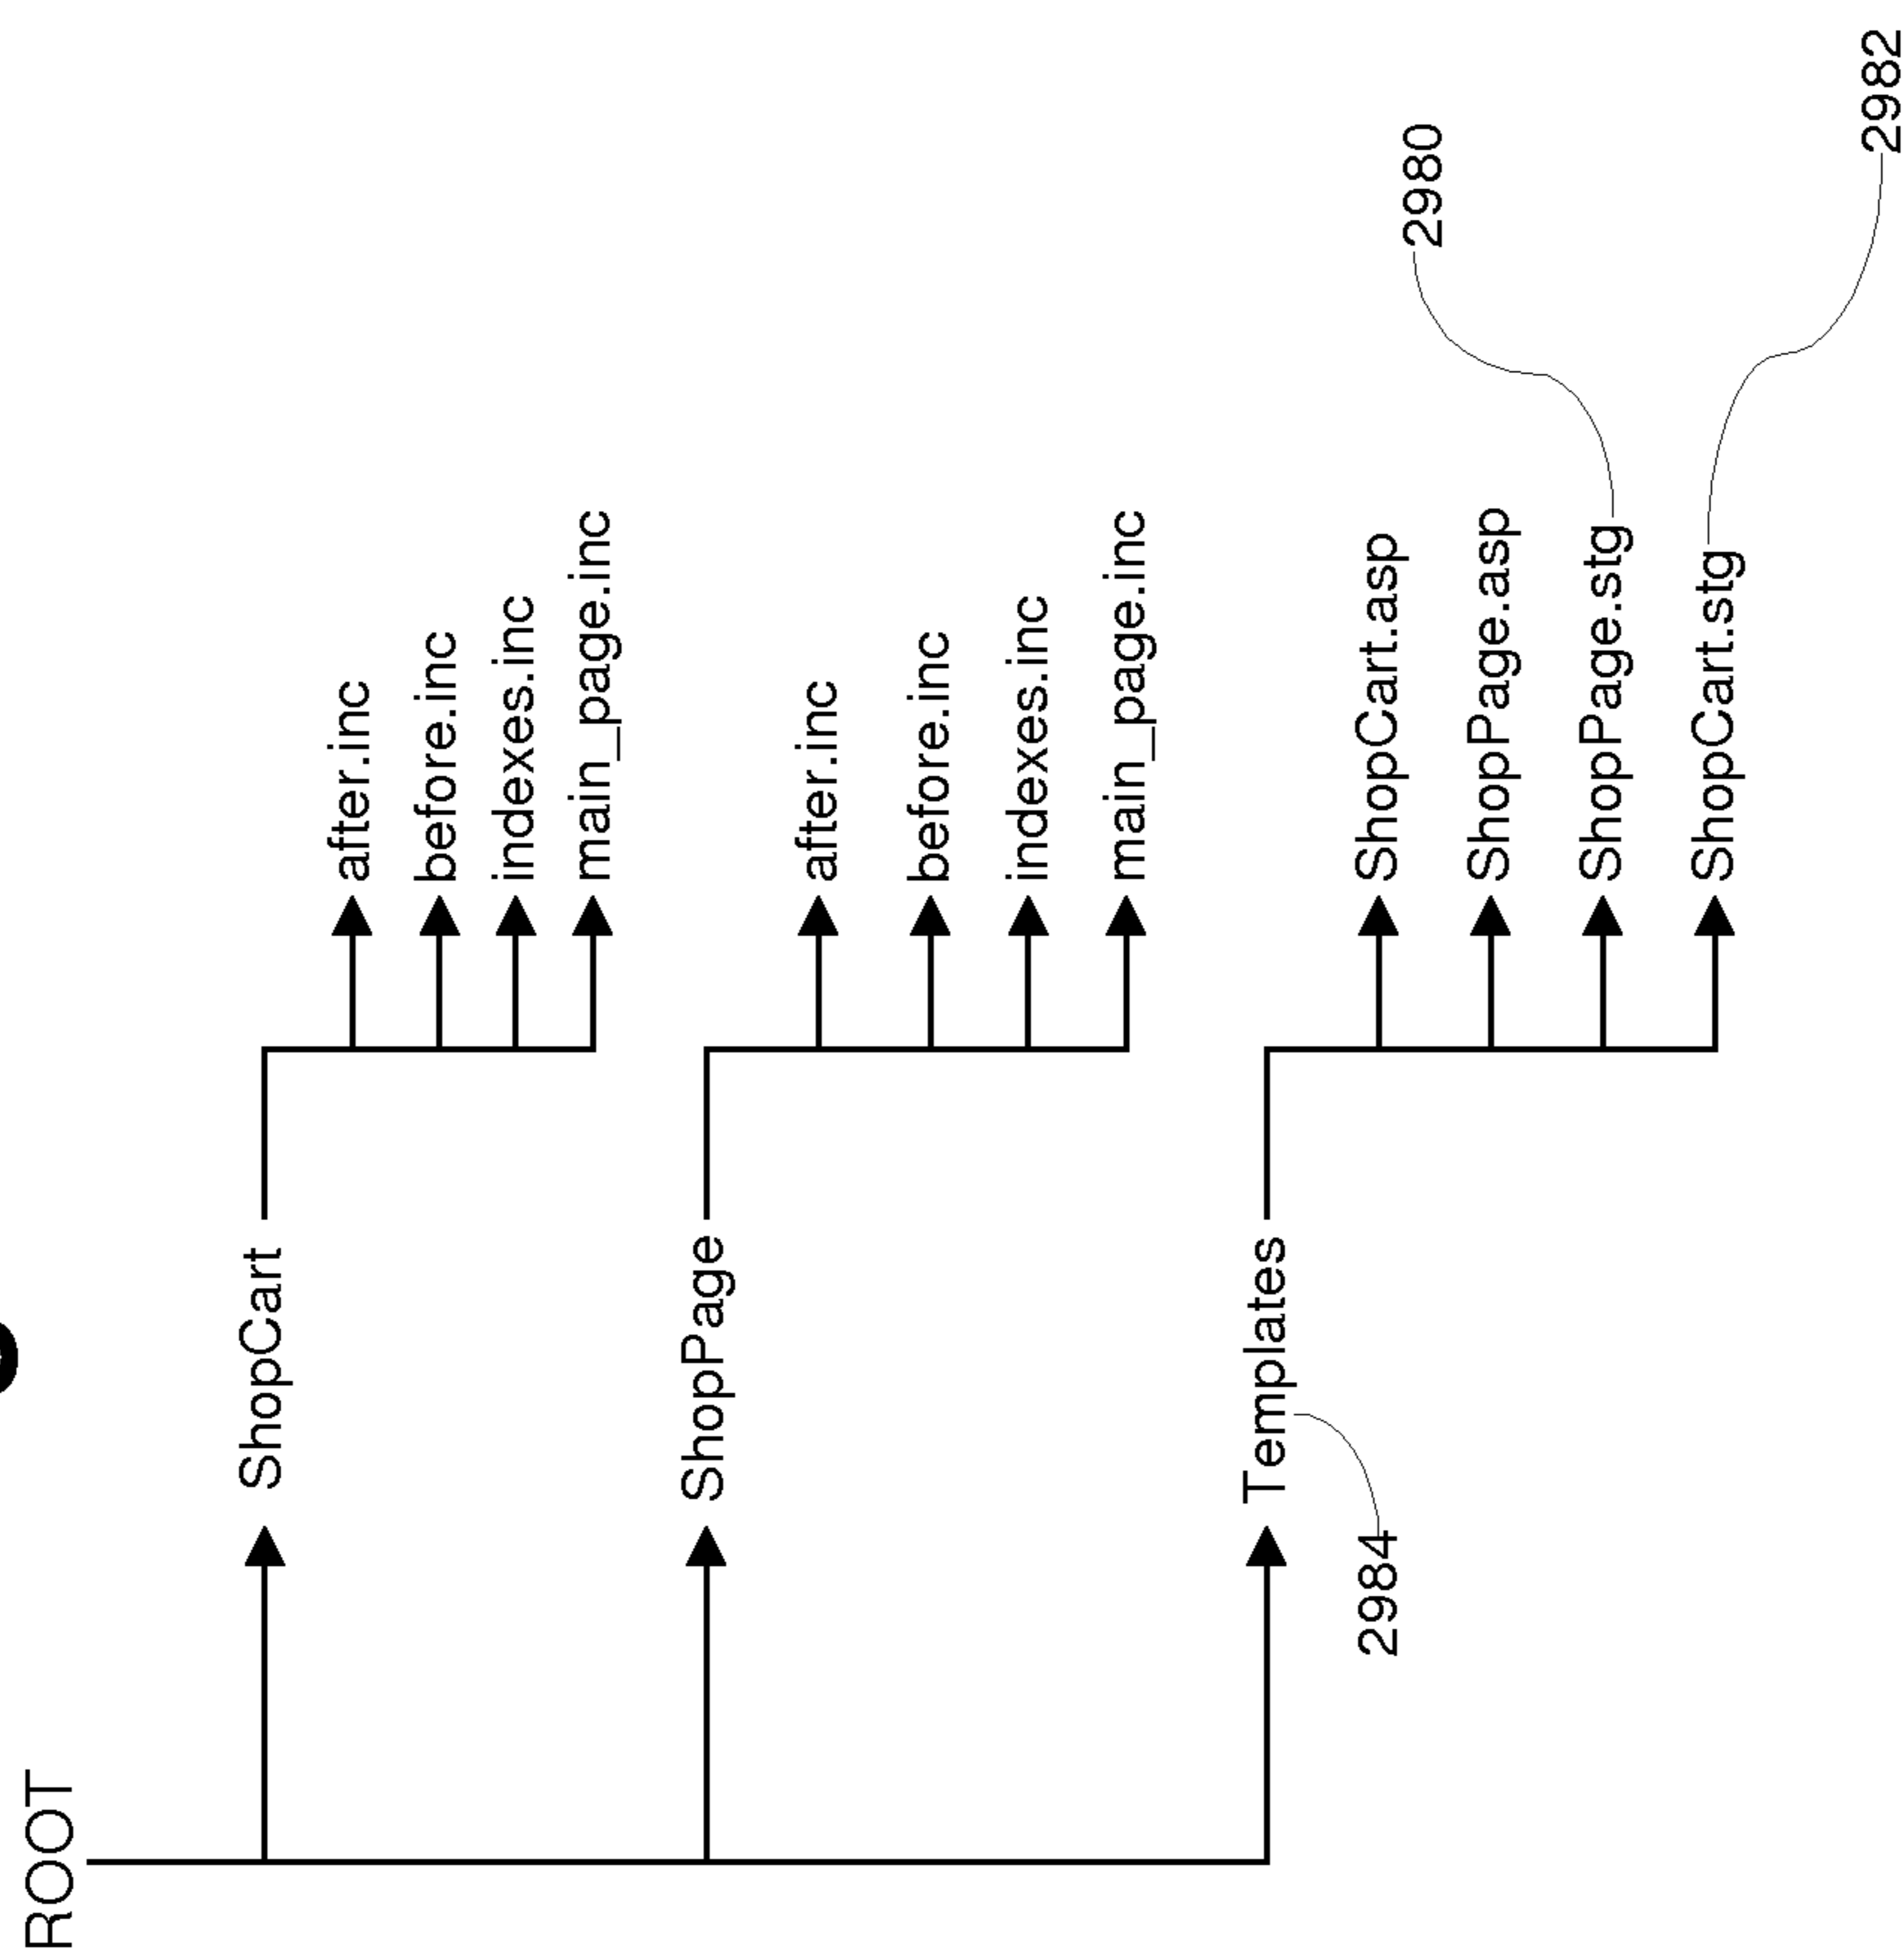 ROOT
ShopCart
after.inc
before.inc
indexes.inc
main_page.inc
ShopPage
after.inc
before.inc
indexes.inc
main_page.inc
Templates
2984
ShopCart.asp
ShopPage.asp
ShopPage.stg
2980
ShopCart.stg
2982